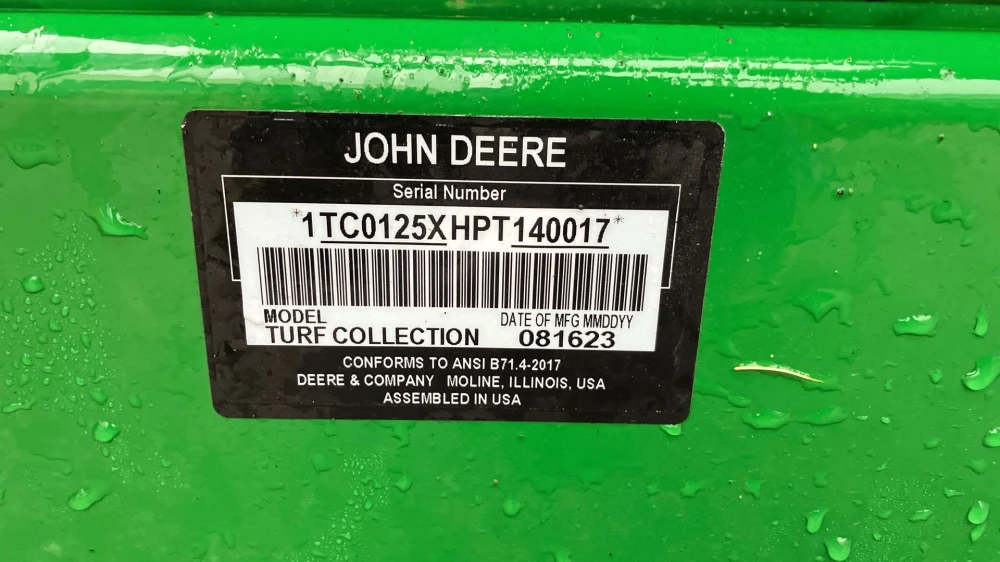 JOHN DEERE
Serial Number
*1TC0125XHPT140017*
MODEL DATE OF MFG MMDDYY
TURF COLLECTION 081623
CONFORMS TO ANSI B71.4-2017
DEERE & COMPANY MOLINE, ILLINOIS, USA
ASSEMBLED IN USA